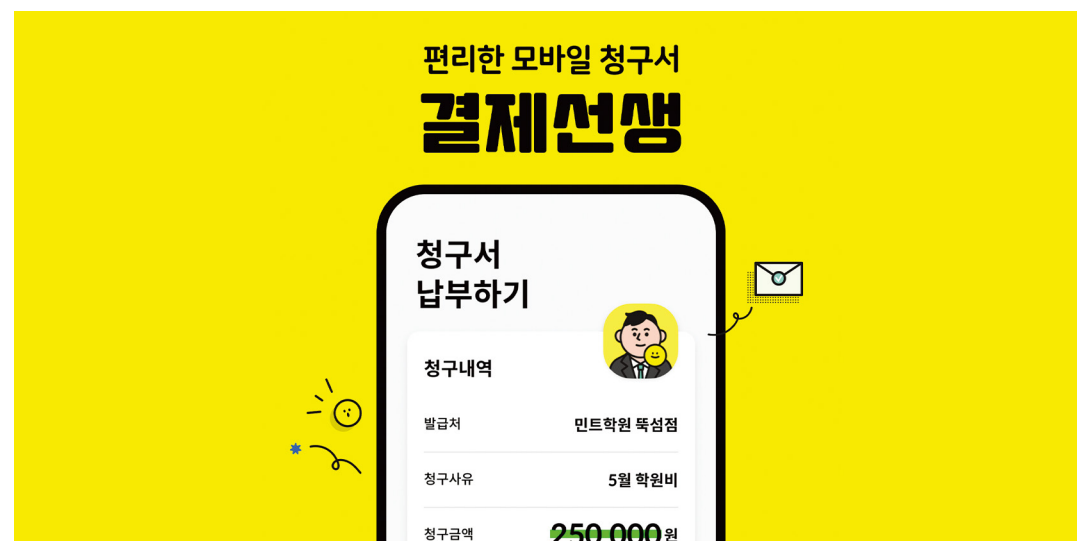 편리한 모바일 청구서
결제선생
청구서
납부하기
청구내역
발급처 민트학원 뚝섬점
청구사유 5월 학원비
청구금액 250,000원